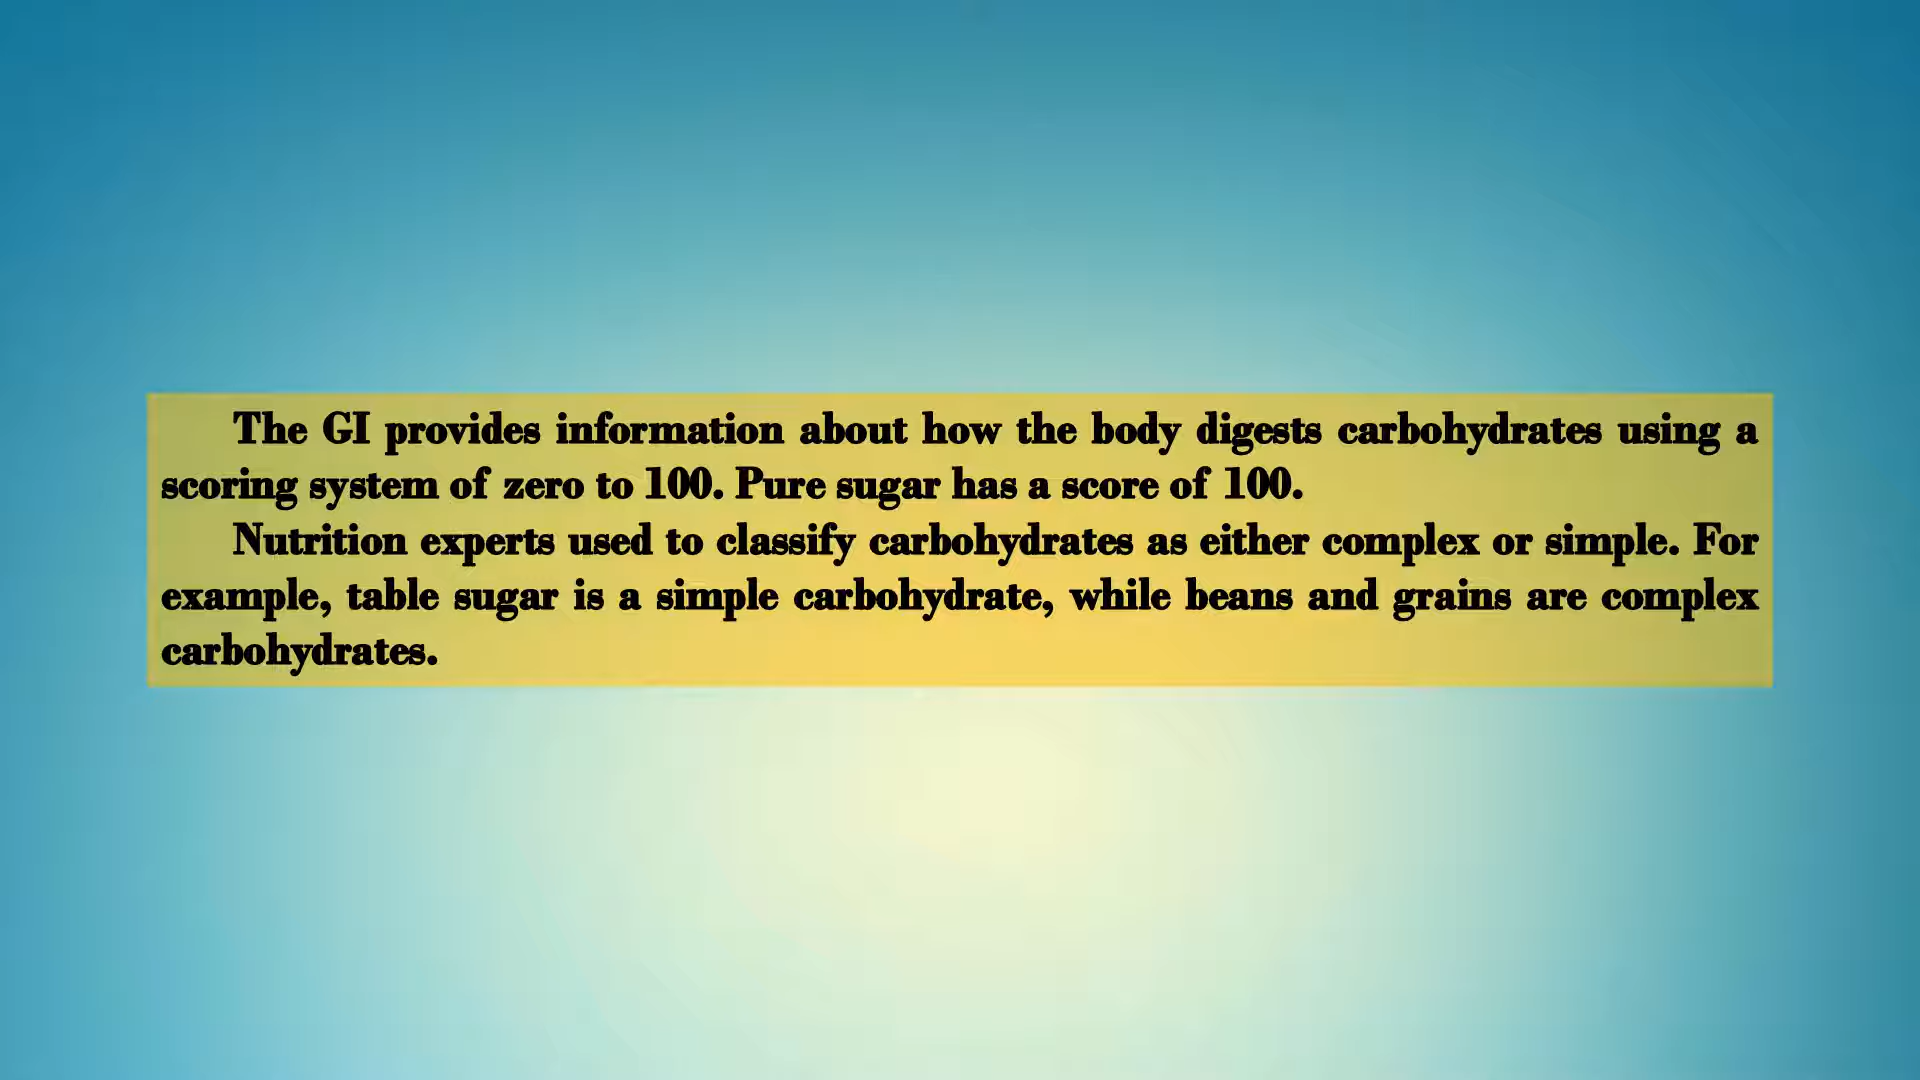 The GI provides information about how the body digests carbohydrates using a
scoring system of zero to 100. Pure sugar has a score of 100.
Nutrition experts used to classify carbohydrates as either complex or simple. For
example, table sugar is a simple carbohydrate, while beans and grains are complex
carbohydrates.